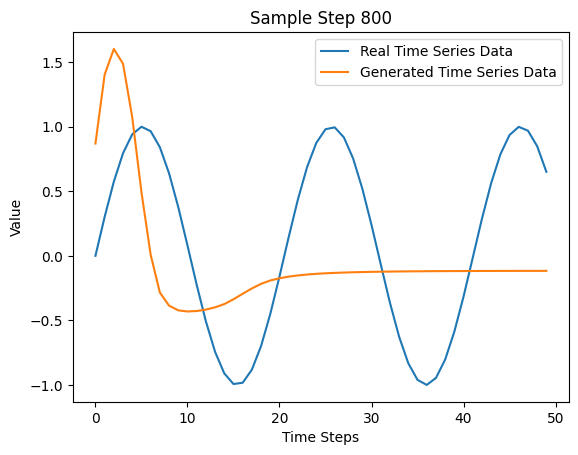 Sample Step 800
Real Time Series Data
Generated Time Series Data
1.5
1.0
0.5
0.0
−0.5
−1.0
Value
0 10 20 30 40 50
Time Steps